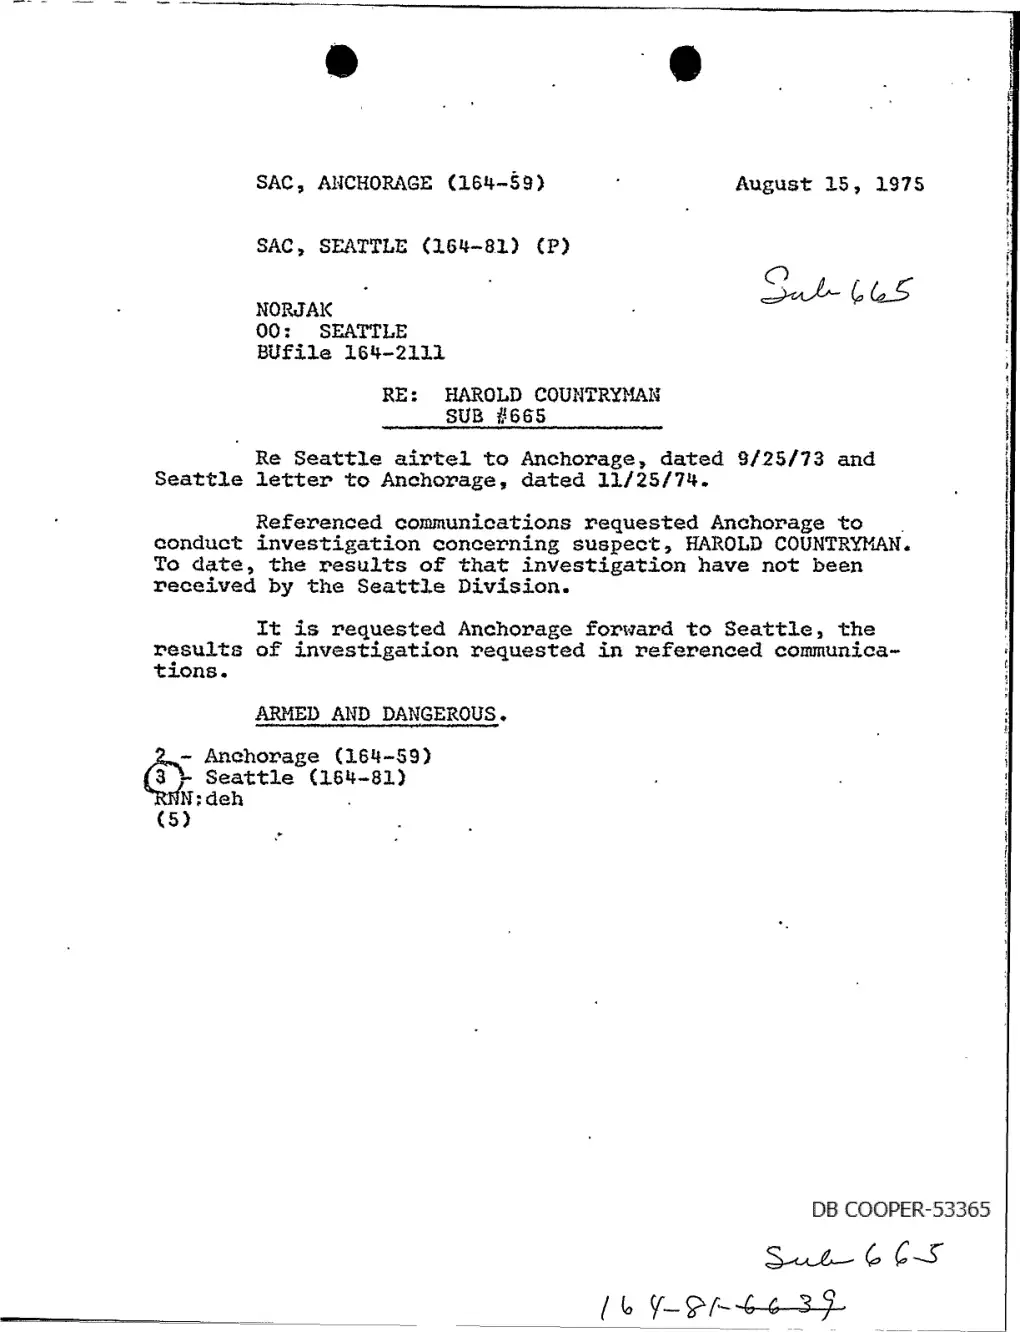 SAC, ANCHORAGE (164-59) August 15, 1975
SAC, SEATTLE (164-81) (P)
Sub 665
NORJAK
OO: SEATTLE
BUfile 164-2111
RE: HAROLD COUNTRYMAN
SUB #665
Re Seattle airtel to Anchorage, dated 9/25/73 and
Seattle letter to Anchorage, dated 11/25/74.
Referenced communications requested Anchorage to
conduct investigation concerning suspect, HAROLD COUNTRYMAN.
To date, the results of that investigation have not been
received by the Seattle Division.
It is requested Anchorage forward to Seattle, the
results of investigation requested in referenced communica-
tions.
ARMED AND DANGEROUS.
2 - Anchorage (164-59)
3 - Seattle (164-81)
RNN:deh
(5)
DB COOPER-53365
Sub 665
164-81-6639